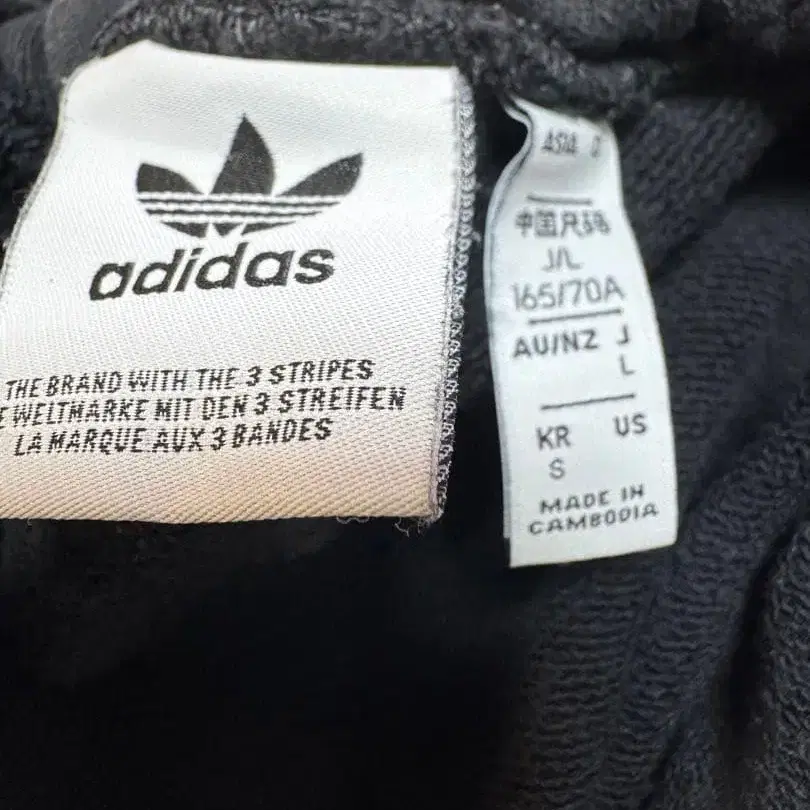 adidas
THE BRAND WITH THE 3 STRIPES
WELTMARKE MIT DEN 3 STREIFEN
LA MARQUE AUX 3 BANDES
ASIA
中国尺码
J/L
165/70A
AU/NZ J
L
KR US
S
MADE IN
CAMBODIA